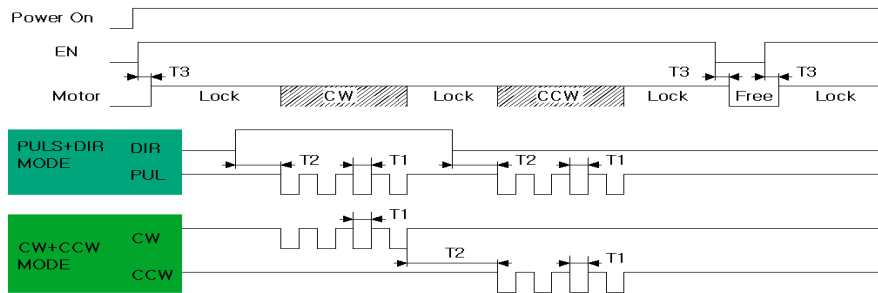 Power On
EN
T3 T3 T3
Motor Lock CW Lock CCW Lock Free Lock
PULS+DIR MODE DIR T2 T1 T2 T1
PUL
T1
CW+CCW MODE CW
T2 T1
CCW